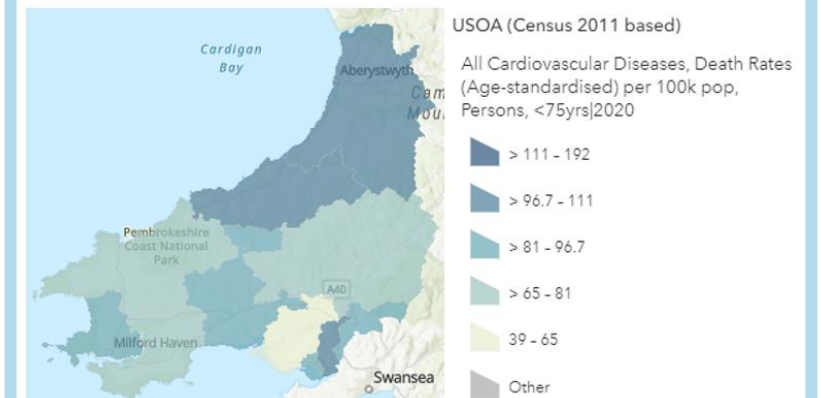 Cardigan
Bay
Aberystwyth
Cam
Mou
Pembrokeshire
Coast National
Park
A40
Milford Haven
Swansea
USOA (Census 2011 based)
All Cardiovascular Diseases, Death Rates
(Age-standardised) per 100k pop,
Persons, <75yrs|2020
> 111 - 192
> 96.7 - 111
> 81 - 96.7
> 65 - 81
39 - 65
Other